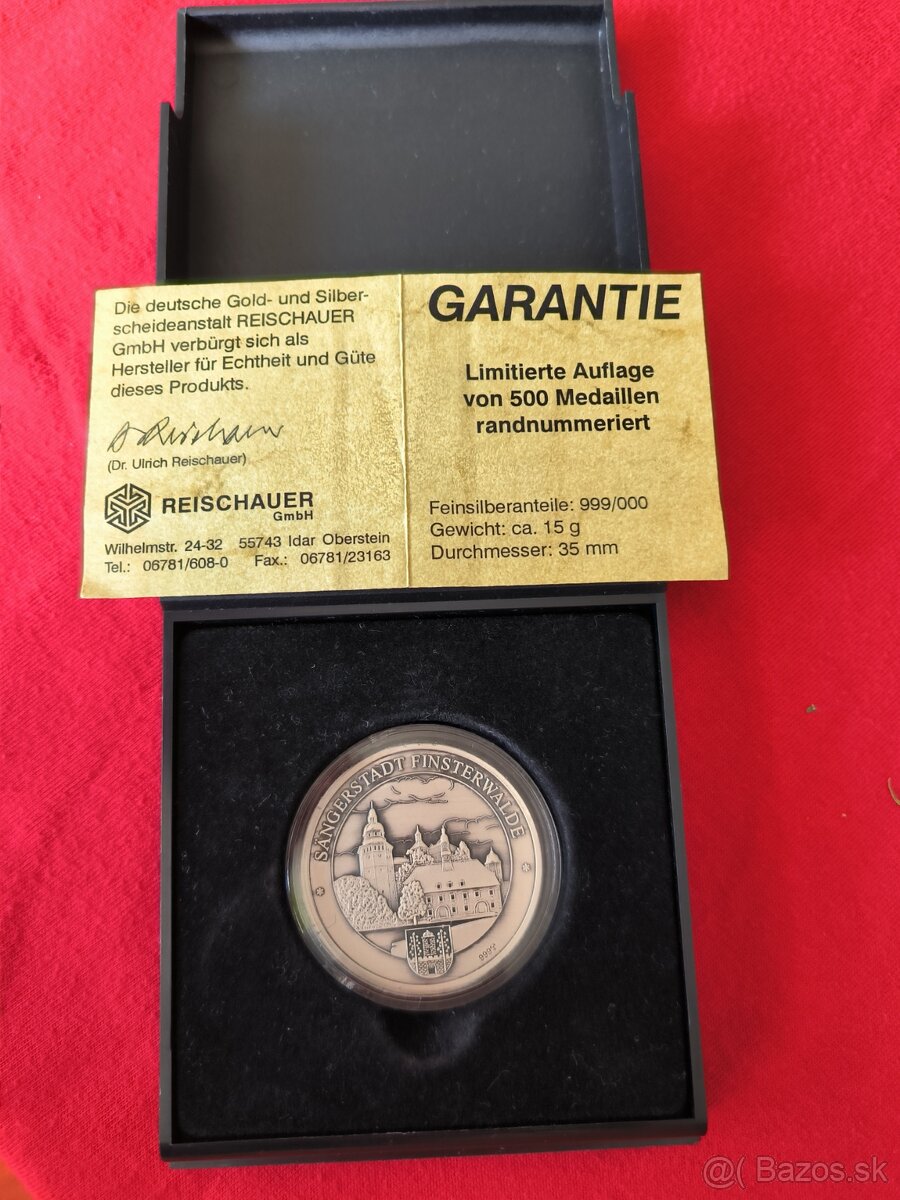 Die deutsche Gold- und Silber-
scheideanstalt REISCHAUER
GmbH verbürgt sich als
Hersteller für Echtheit und Güte
dieses Produkts.
(Dr. Ulrich Reischauer)
REISCHAUER
GmbH
Wilhelmstr. 24-32 55743 Idar Oberstein
Tel.: 06781/608-0 Fax.: 06781/23163
GARANTIE
Limitierte Auflage
von 500 Medaillen
randnummeriert
Feinsilberanteile: 999/000
Gewicht: ca. 15 g
Durchmesser: 35 mm
SÄNGERSTADT FINSTERWALDE
@( Bazos.sk